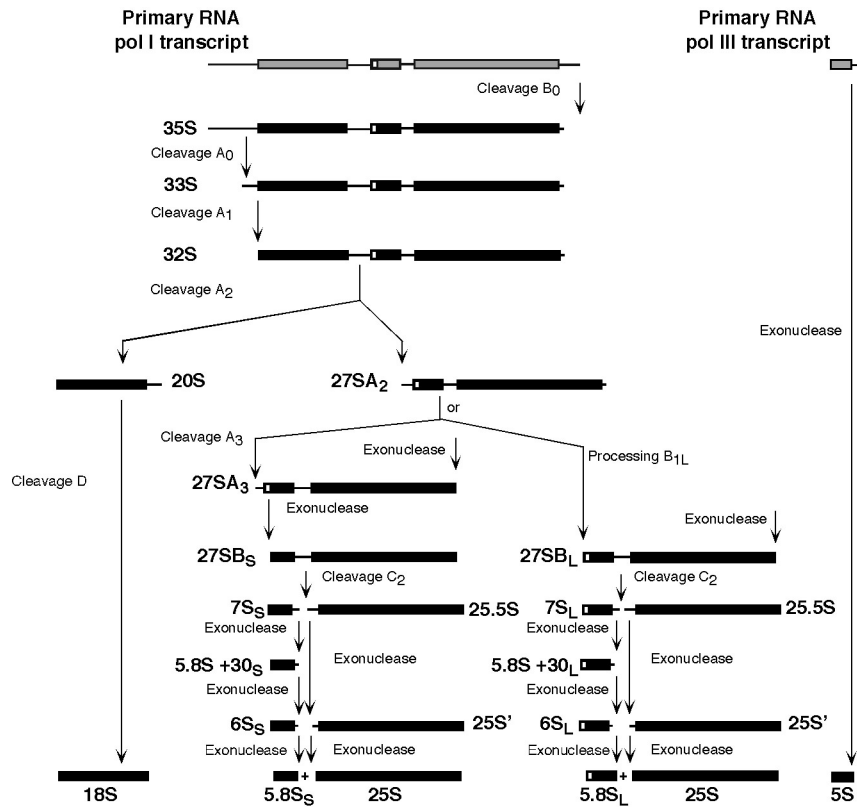 Primary RNA
pol I transcript
Primary RNA
pol III transcript
Cleavage B0
35S
Cleavage A0
33S
Cleavage A1
32S
Cleavage A2
Exonuclease
20S
27SA2
or
Cleavage A3
Exonuclease
Processing B1L
Cleavage D
27SA3
Exonuclease
Exonuclease
27SBS
27SBL
Cleavage C2
Cleavage C2
7SS
25.5S
7SL
25.5S
Exonuclease
Exonuclease
5.8S +30S
Exonuclease
5.8S +30L
Exonuclease
Exonuclease
Exonuclease
6SS
25S'
6SL
25S'
Exonuclease
Exonuclease
Exonuclease
Exonuclease
+
+
18S
5.8SS
25S
5.8SL
25S
5S